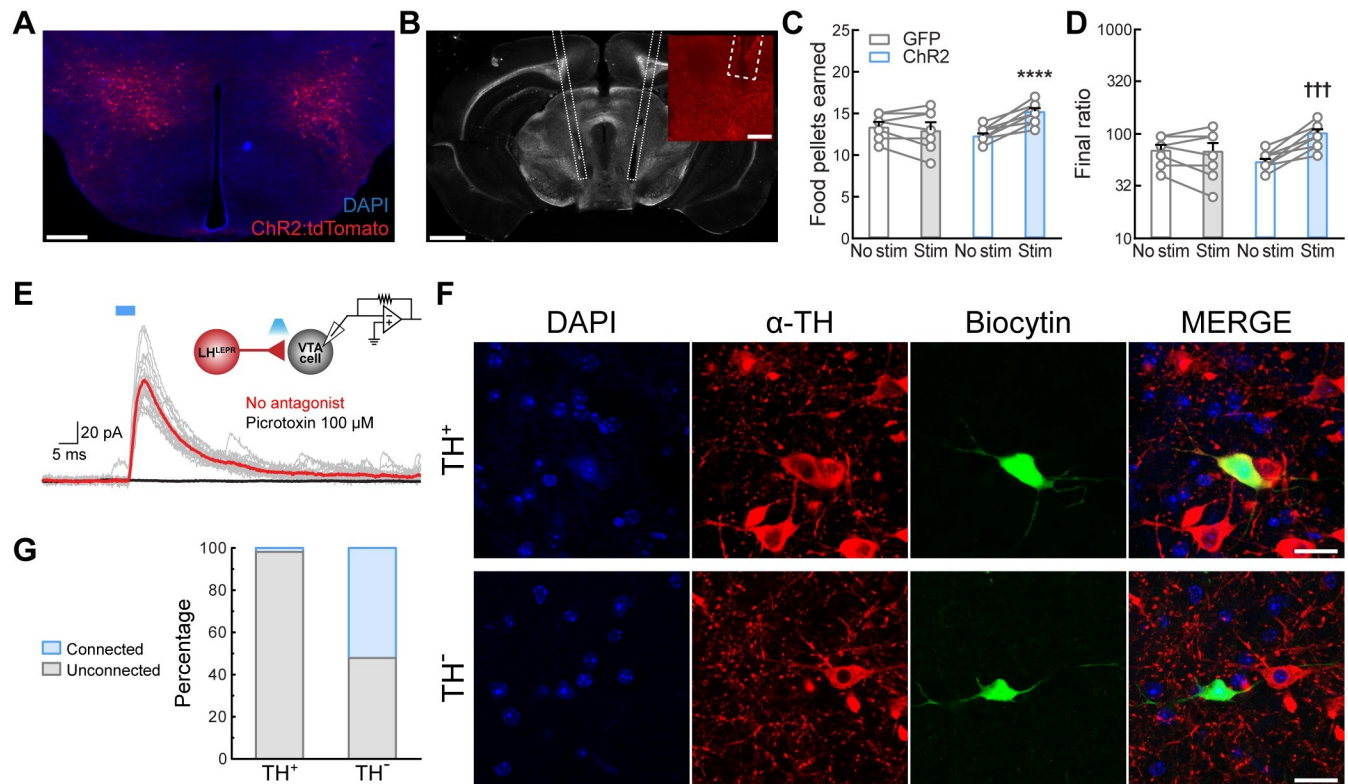 A
DAPI
ChR2:tdTomato
B
C
GFP
ChR2
****
Food pellets earned
25
20
15
10
5
0
No stim
Stim
No stim
Stim
D
†††
Final ratio
1000
320
100
32
10
No stim
Stim
No stim
Stim
E
LHLEPR
VTA
cell
No antagonist
Picrotoxin 100 µM
20 pA
5 ms
F
DAPI
α-TH
Biocytin
MERGE
TH+
TH-
G
Connected
Unconnected
Percentage
100
80
60
40
20
0
TH+
TH-